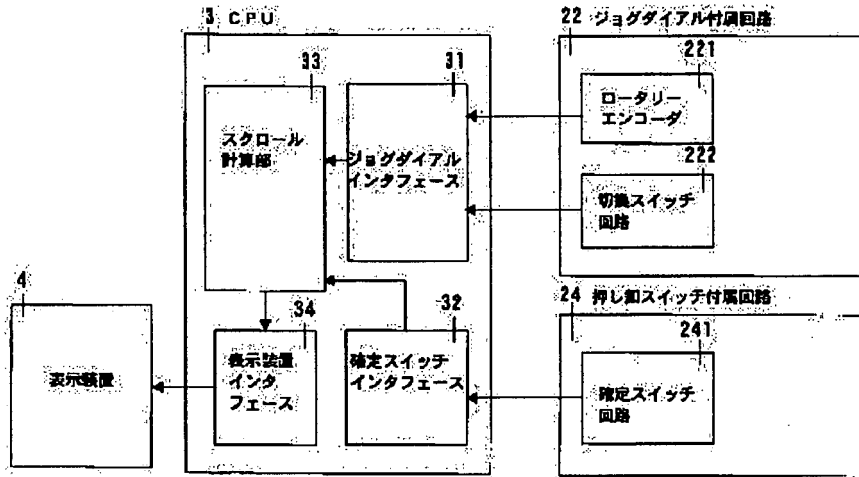 3 CPU
33
スクロール
計算部
31
ジョグダイアル
インタフェース
34
表示装置
インタ
フェース
32
確定スイッチ
インタフェース
4
表示装置
22 ジョグダイアル付属回路
221
ロータリー
エンコーダ
222
切換スイッチ
回路
24 押し釦スイッチ付属回路
241
確定スイッチ
回路